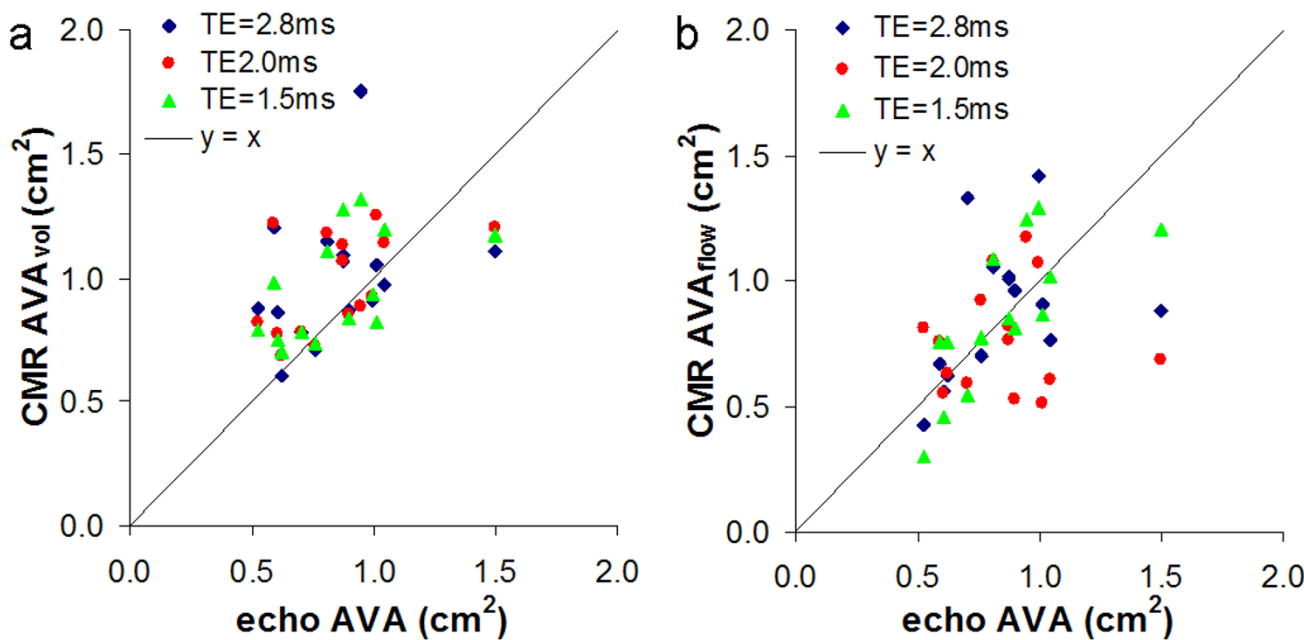 a
2.0
1.5
1.0
0.5
0.0
CMR AVAvol (cm²)
TE=2.8ms
TE2.0ms
TE=1.5ms
y = x
0.0 0.5 1.0 1.5 2.0
echo AVA (cm²)
b
2.0
1.5
1.0
0.5
0.0
CMR AVAflow (cm²)
TE=2.8ms
TE=2.0ms
TE=1.5ms
y = x
0.0 0.5 1.0 1.5 2.0
echo AVA (cm²)